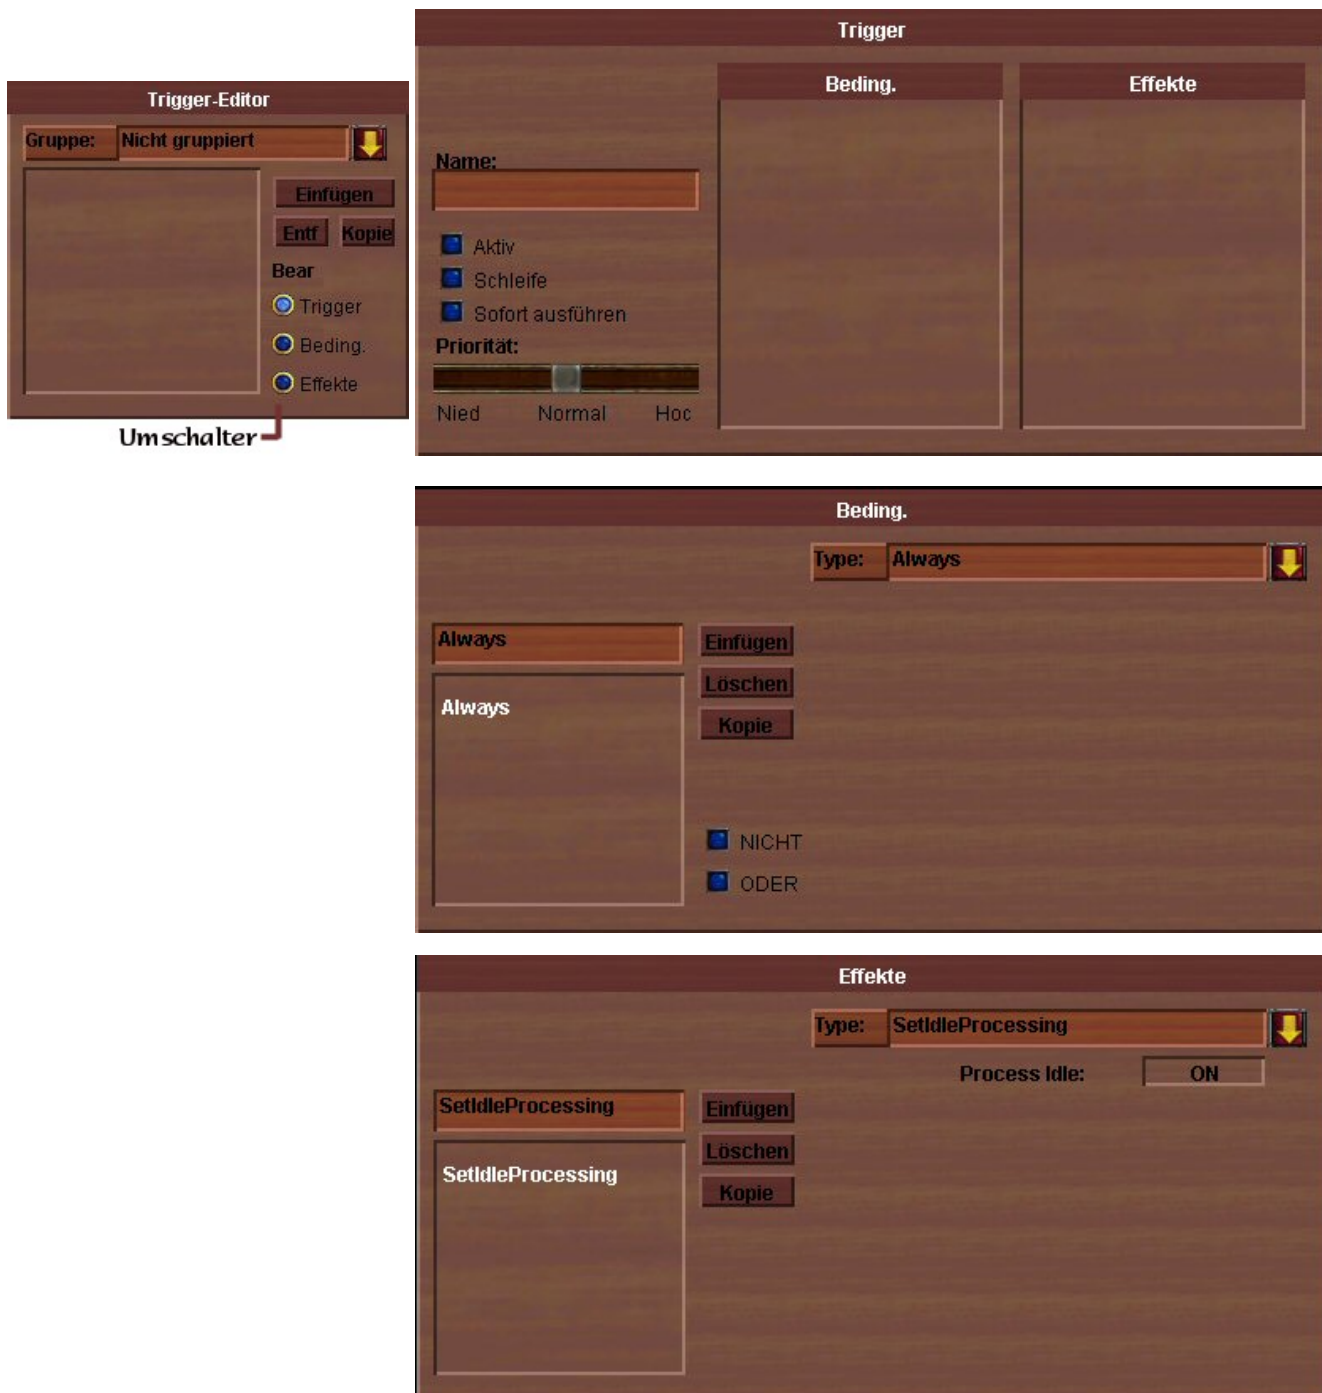 Trigger-Editor
Gruppe: Nicht gruppiert
Einfügen
Entf Kopie
Bear
Trigger
Beding.
Effekte
Umschalter
Trigger
Beding. Effekte
Name:
Aktiv
Schleife
Sofort ausführen
Priorität:
Nied Normal Hoc
Beding.
Type: Always
Always
Einfügen
Löschen
Always
Kopie
NICHT
ODER
Effekte
Type: SetIdleProcessing
Process Idle: ON
SetIdleProcessing
Einfügen
Löschen
SetIdleProcessing
Kopie